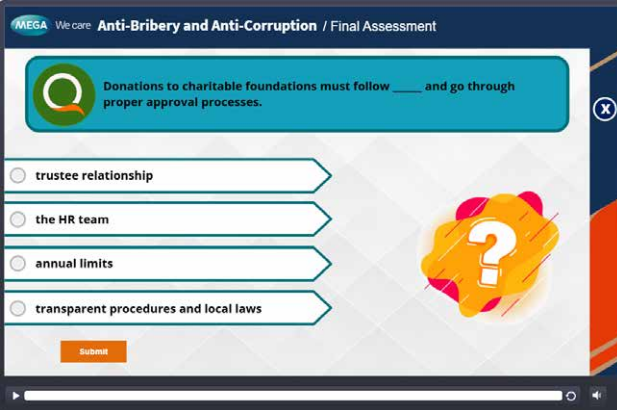 MEGA We care Anti-Bribery and Anti-Corruption / Final Assessment
Donations to charitable foundations must follow _____ and go through
proper approval processes.
X
trustee relationship
the HR team
annual limits
transparent procedures and local laws
?
Submit